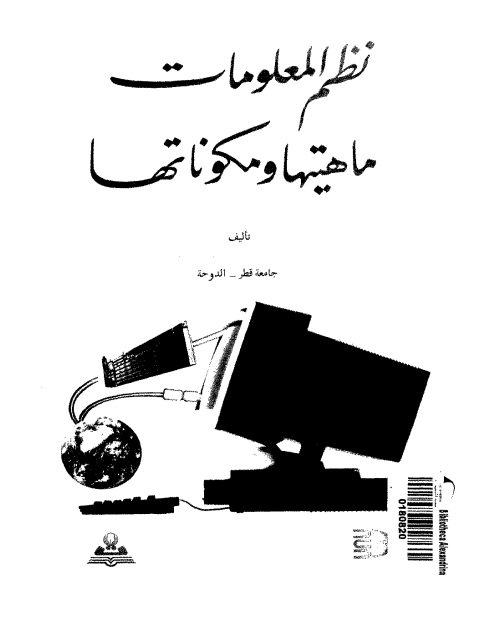 نظم المعلومات
ماهيتها ومكوناتها
تأليف
جامعة قطر - الدوحة
Bibliotheca Alexandrina
0180820